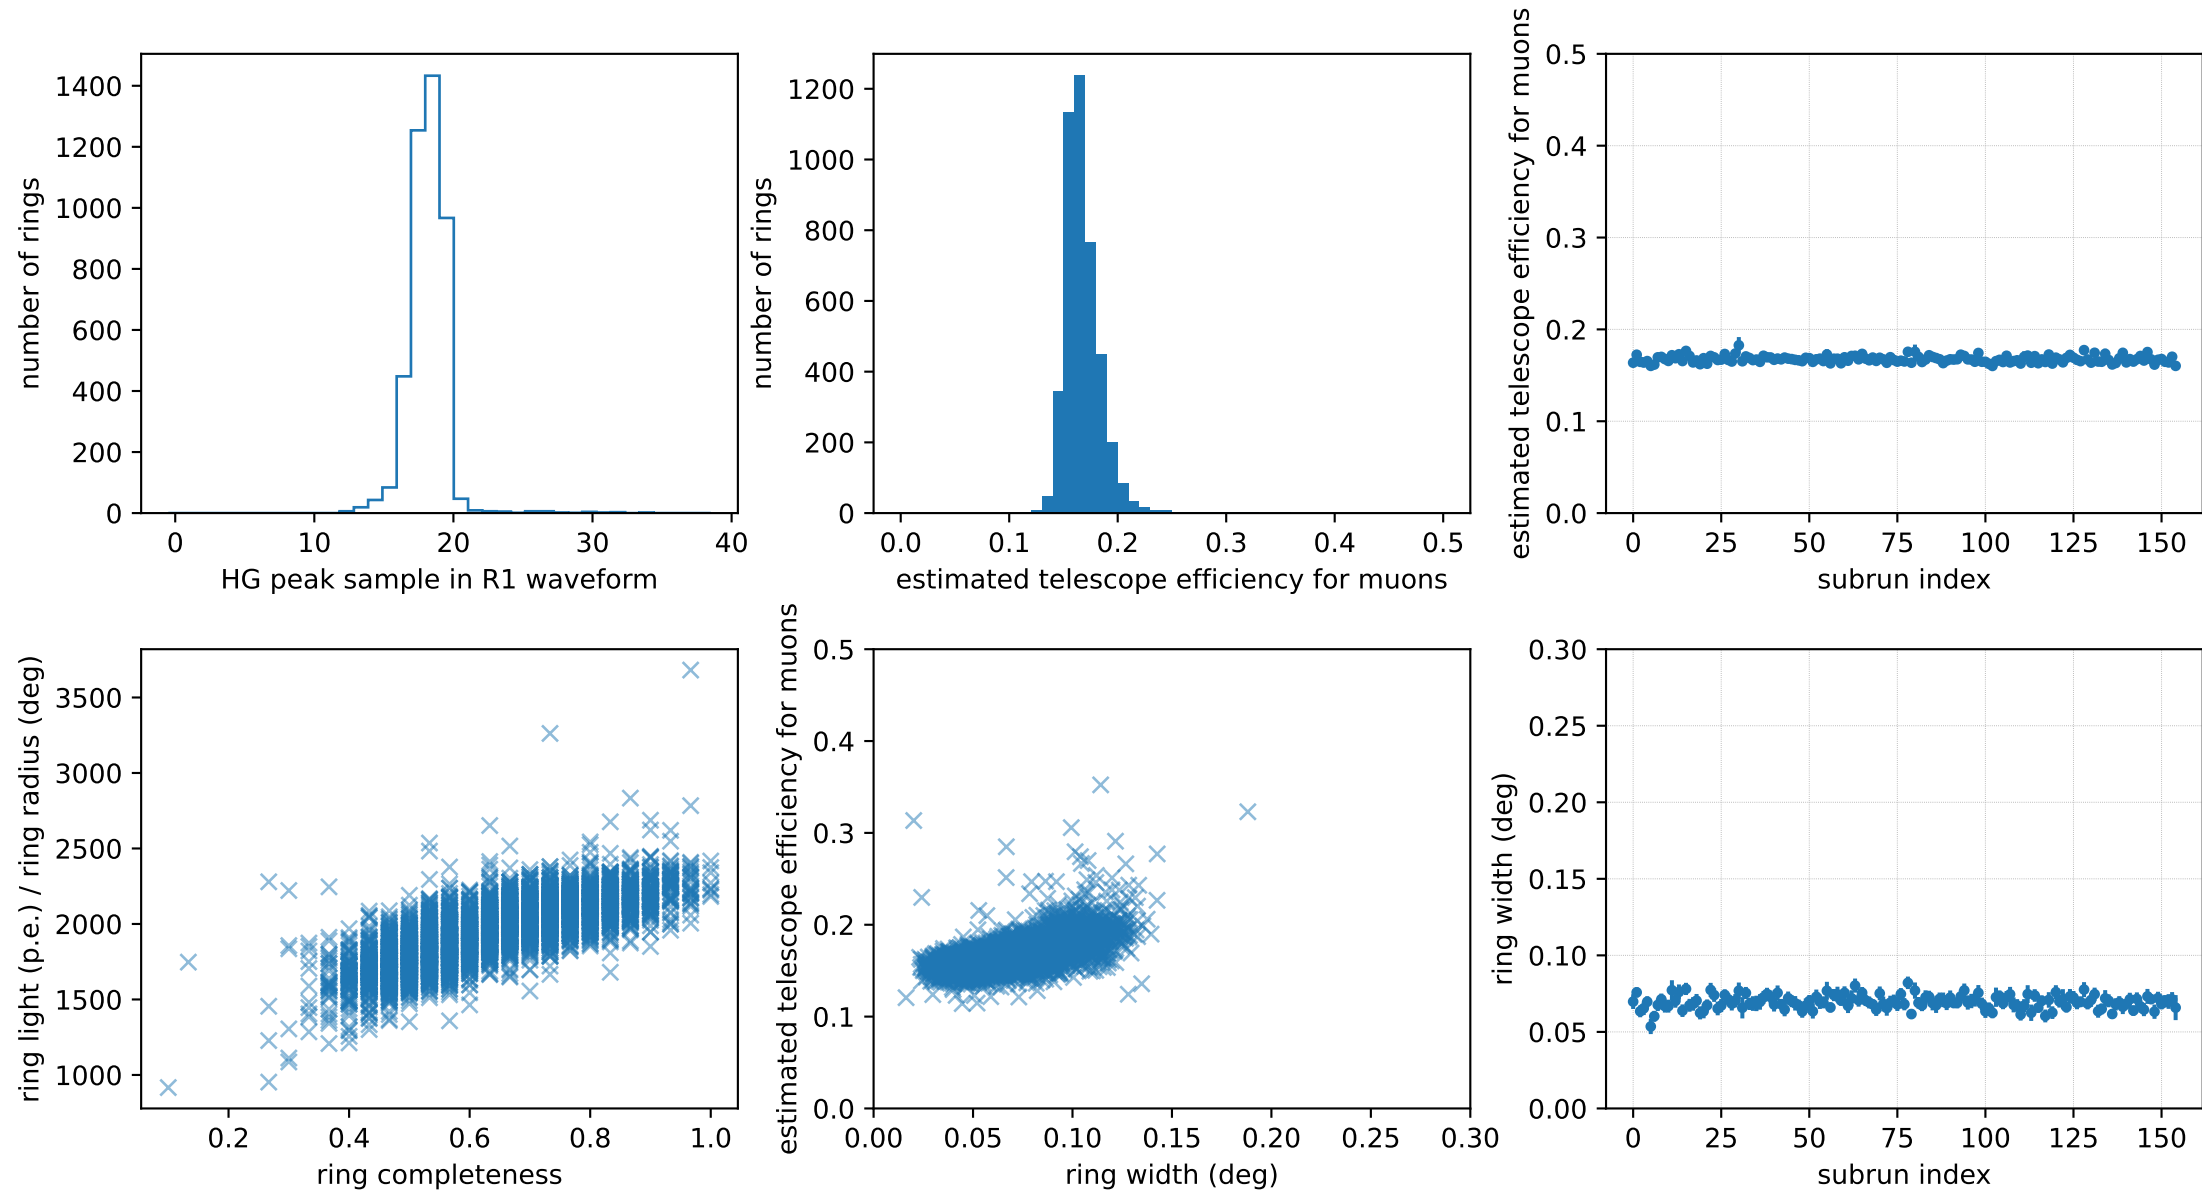 number of rings
1400
1200
1000
800
600
400
200
0
0 10 20 30 40
HG peak sample in R1 waveform
number of rings
1200
1000
800
600
400
200
0
0.0 0.1 0.2 0.3 0.4 0.5
estimated telescope efficiency for muons
estimated telescope efficiency for muons
0.5
0.4
0.3
0.2
0.1
0.0
0 25 50 75 100 125 150
subrun index
ring light (p.e.) / ring radius (deg)
3500
3000
2500
2000
1500
1000
0.2 0.4 0.6 0.8 1.0
ring completeness
estimated telescope efficiency for muons
0.5
0.4
0.3
0.2
0.1
0.0
0.00 0.05 0.10 0.15 0.20 0.25 0.30
ring width (deg)
ring width (deg)
0.30
0.25
0.20
0.15
0.10
0.05
0.00
0 25 50 75 100 125 150
subrun index